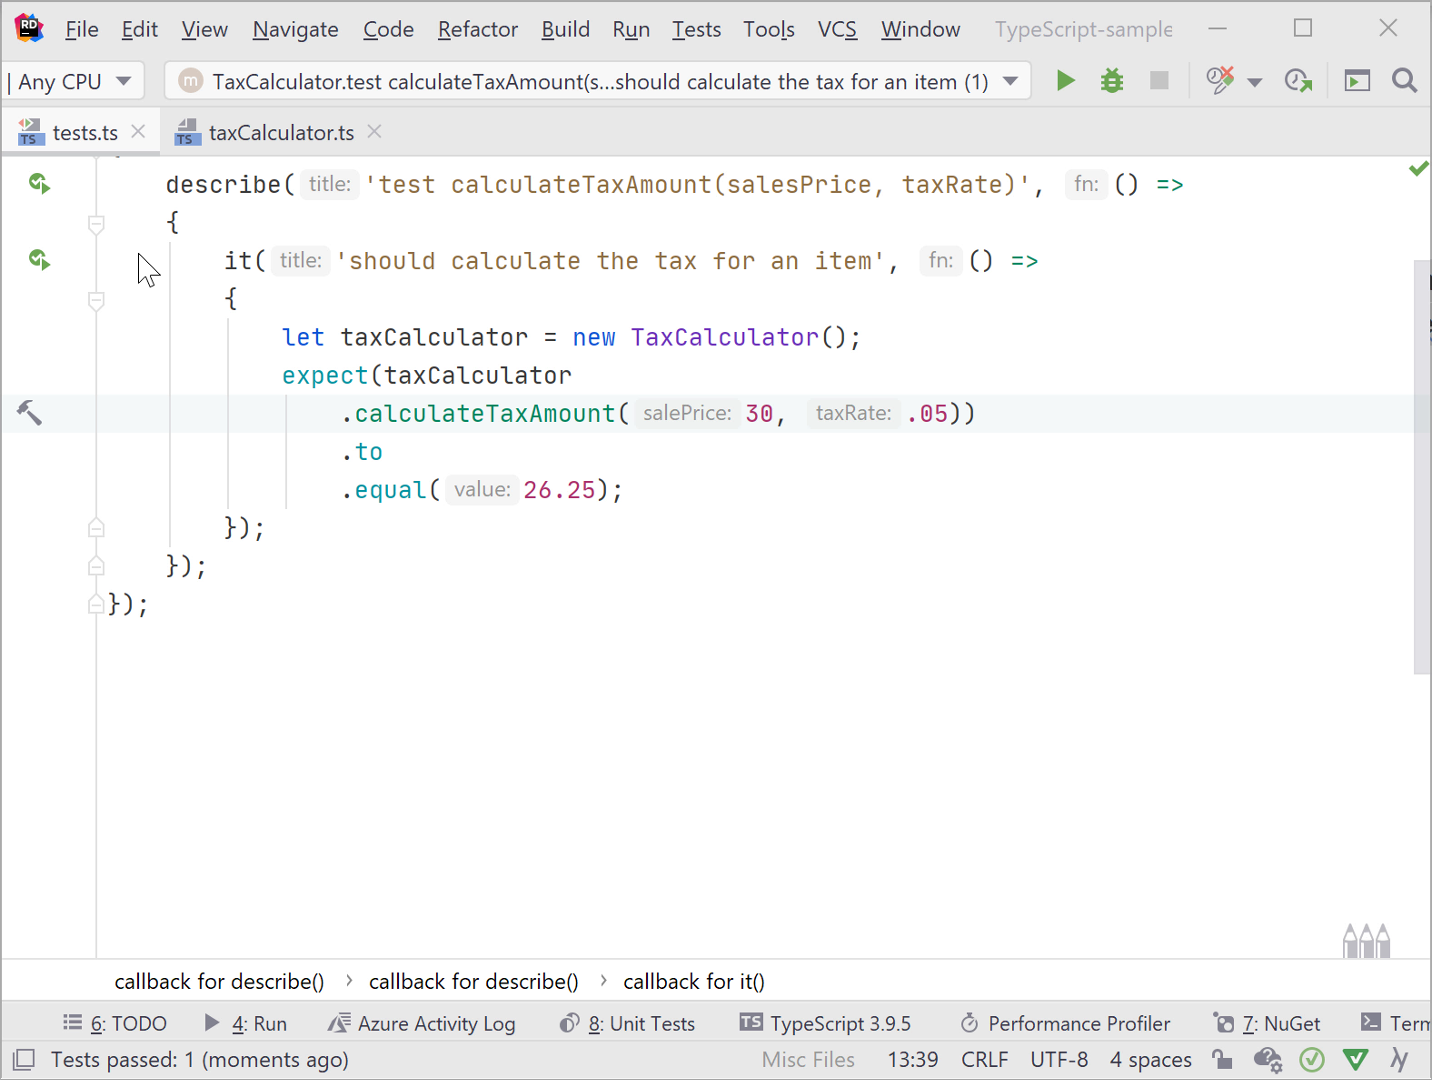 RD File Edit View Navigate Code Refactor Build Run Tests Tools VCS Window TypeScript-sample
Any CPU m TaxCalculator.test calculateTaxAmount(s...should calculate the tax for an item (1)
TS tests.ts TS taxCalculator.ts
describe( title: 'test calculateTaxAmount(salesPrice, taxRate)', fn: () =>
{
it( title: 'should calculate the tax for an item', fn: () =>
{
let taxCalculator = new TaxCalculator();
expect(taxCalculator
.calculateTaxAmount( salePrice: 30, taxRate: .05))
.to
.equal( value: 26.25);
});
});
});
callback for describe() › callback for describe() › callback for it()
6: TODO 4: Run Azure Activity Log 8: Unit Tests TS TypeScript 3.9.5 Performance Profiler 7: NuGet Term
Tests passed: 1 (moments ago) Misc Files 13:39 CRLF UTF-8 4 spaces